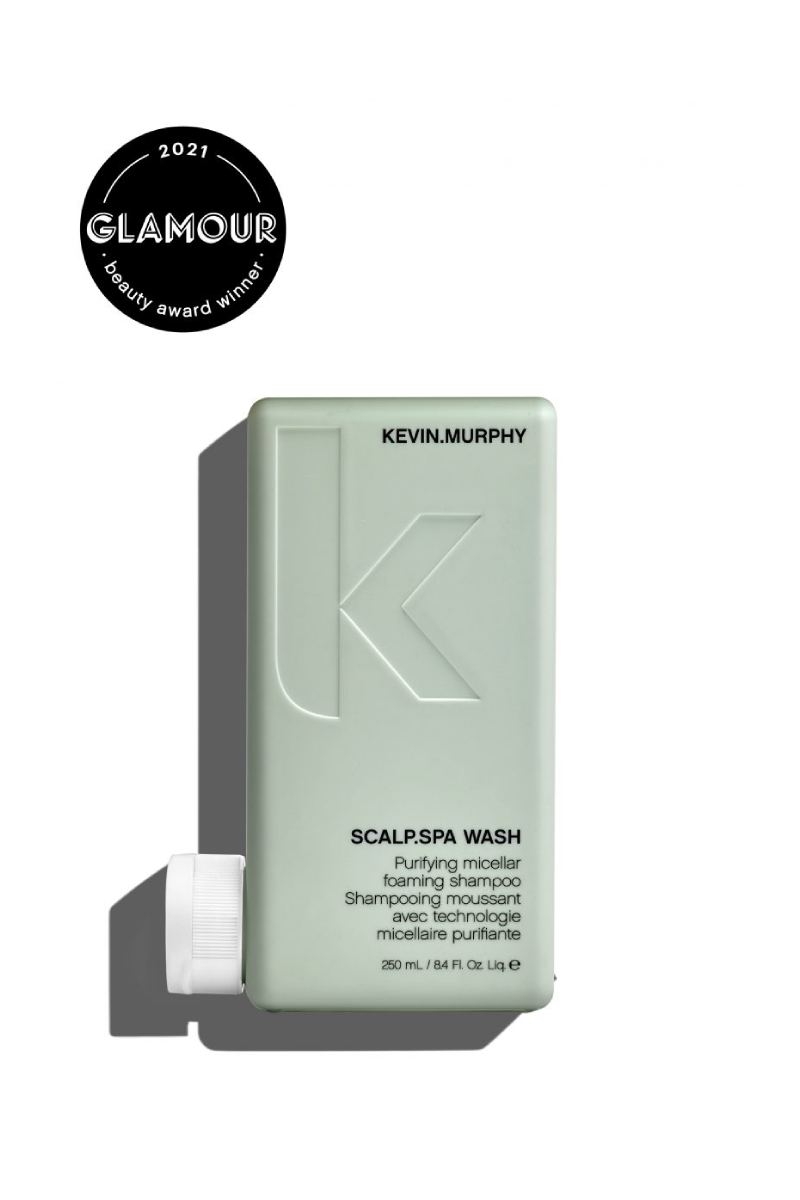 2021
GLAMOUR
· beauty award winner ·
KEVIN.MURPHY
SCALP.SPA WASH
Purifying micellar
foaming shampoo
Shampooing moussant
avec technologie
micellaire purifiante
250 mL / 8.4 Fl. Oz. Liq. ℮